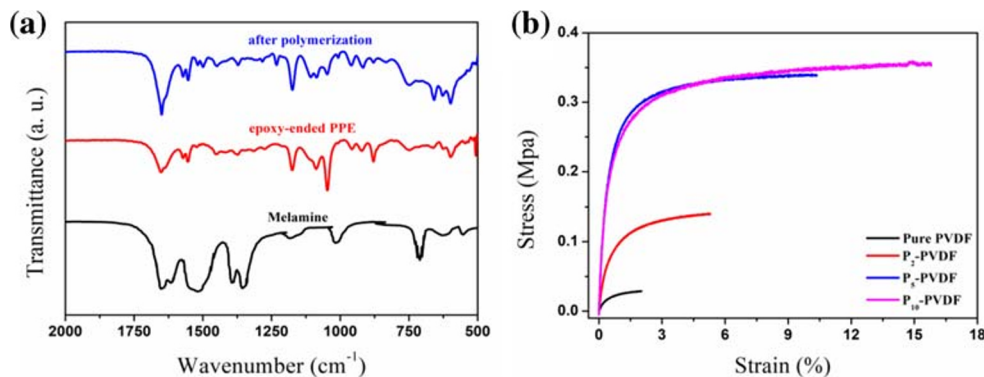 (a)
after polymerization
epoxy-ended PPE
Melamine
Transmittance (a. u.)
2000 1750 1500 1250 1000 750 500
Wavenumber (cm⁻¹)
(b)
0.4
0.3
0.2
0.1
0.0
Stress (Mpa)
Pure PVDF
P₂-PVDF
P₅-PVDF
P₁₀-PVDF
0 3 6 9 12 15 18
Strain (%)